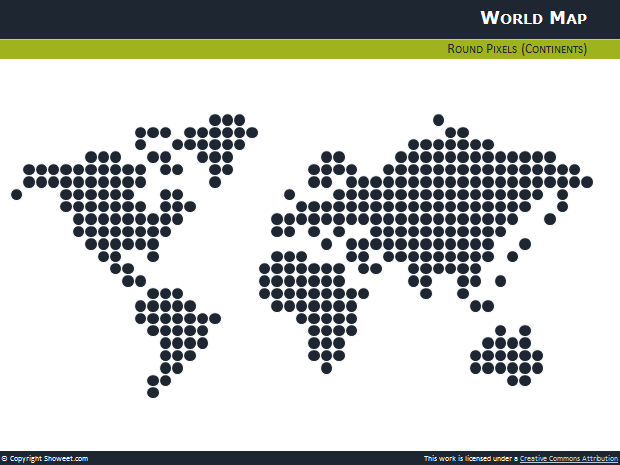 World Map
Round Pixels (Continents)
© Copyright Showeet.com
This work is licensed under a Creative Commons Attribution